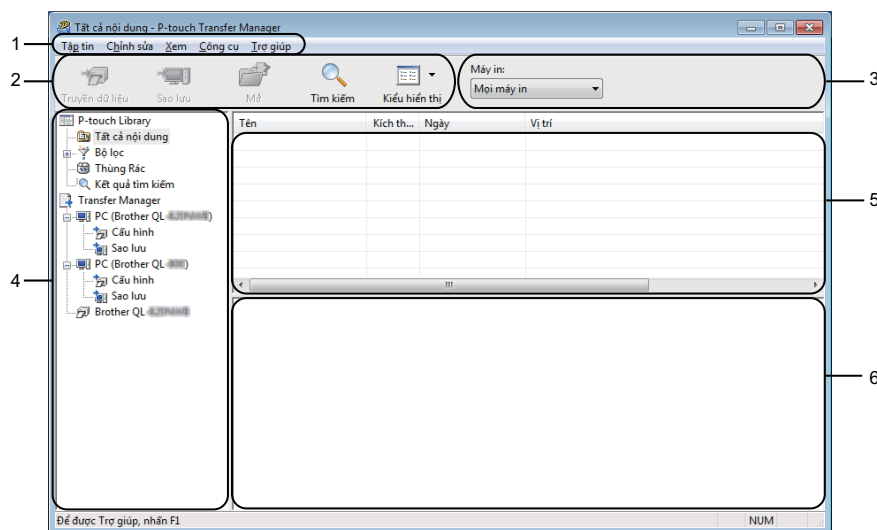 Tất cả nội dung - P-touch Transfer Manager
1
Tập tin Chỉnh sửa Xem Công cụ Trợ giúp
2
Truyền dữ liệu Sao lưu Mở Tìm kiếm Kiểu hiển thị
Máy in:
Mọi máy in
3
P-touch Library
Tất cả nội dung
Bộ lọc
Thùng Rác
Kết quả tìm kiếm
Transfer Manager
PC (Brother QL- )
Cấu hình
Sao lưu
PC (Brother QL- )
Cấu hình
Sao lưu
Brother QL-
4
Tên Kích th... Ngày Vị trí
5
6
Để được Trợ giúp, nhấn F1
NUM